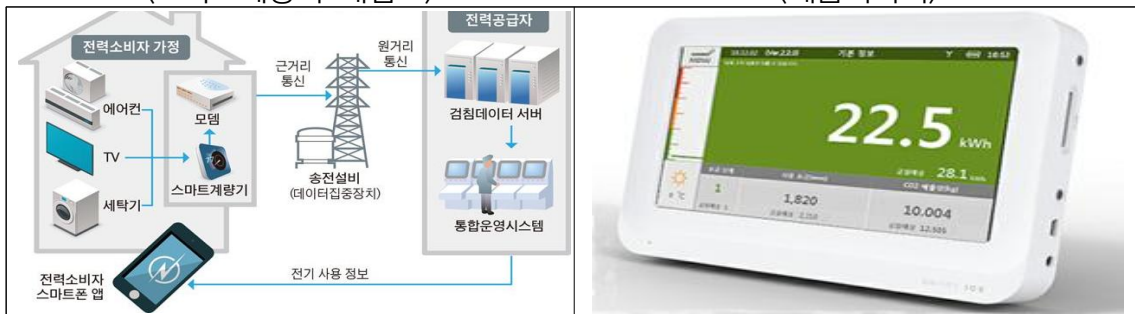 전력소비자 가정
에어컨
TV
세탁기
모뎀
스마트계량기
근거리
통신
송전설비
(데이터집중장치)
원거리
통신
전력공급자
검침데이터 서버
통합운영시스템
전기 사용 정보
전력소비자
스마트폰 앱
기본 정보
16:52
22.5 kWh
28.1 kWh
1
1,820
10.004